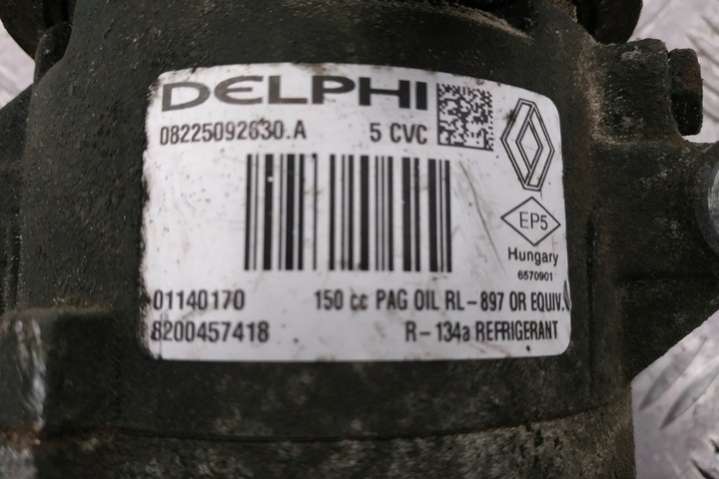 DELPHI
08225092630.A 5 CVC
EP5
Hungary
6570901
01140170 150 cc PAG OIL RL-897 OR EQUIV.
8200457418 R-134a REFRIGERANT